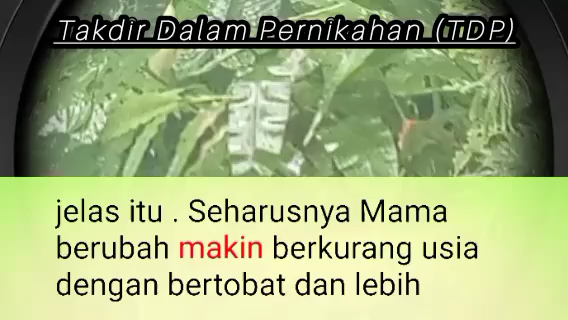 Takdir Dalam Pernikahan (TDP)
jelas itu . Seharusnya Mama
berubah makin berkurang usia
dengan bertobat dan lebih